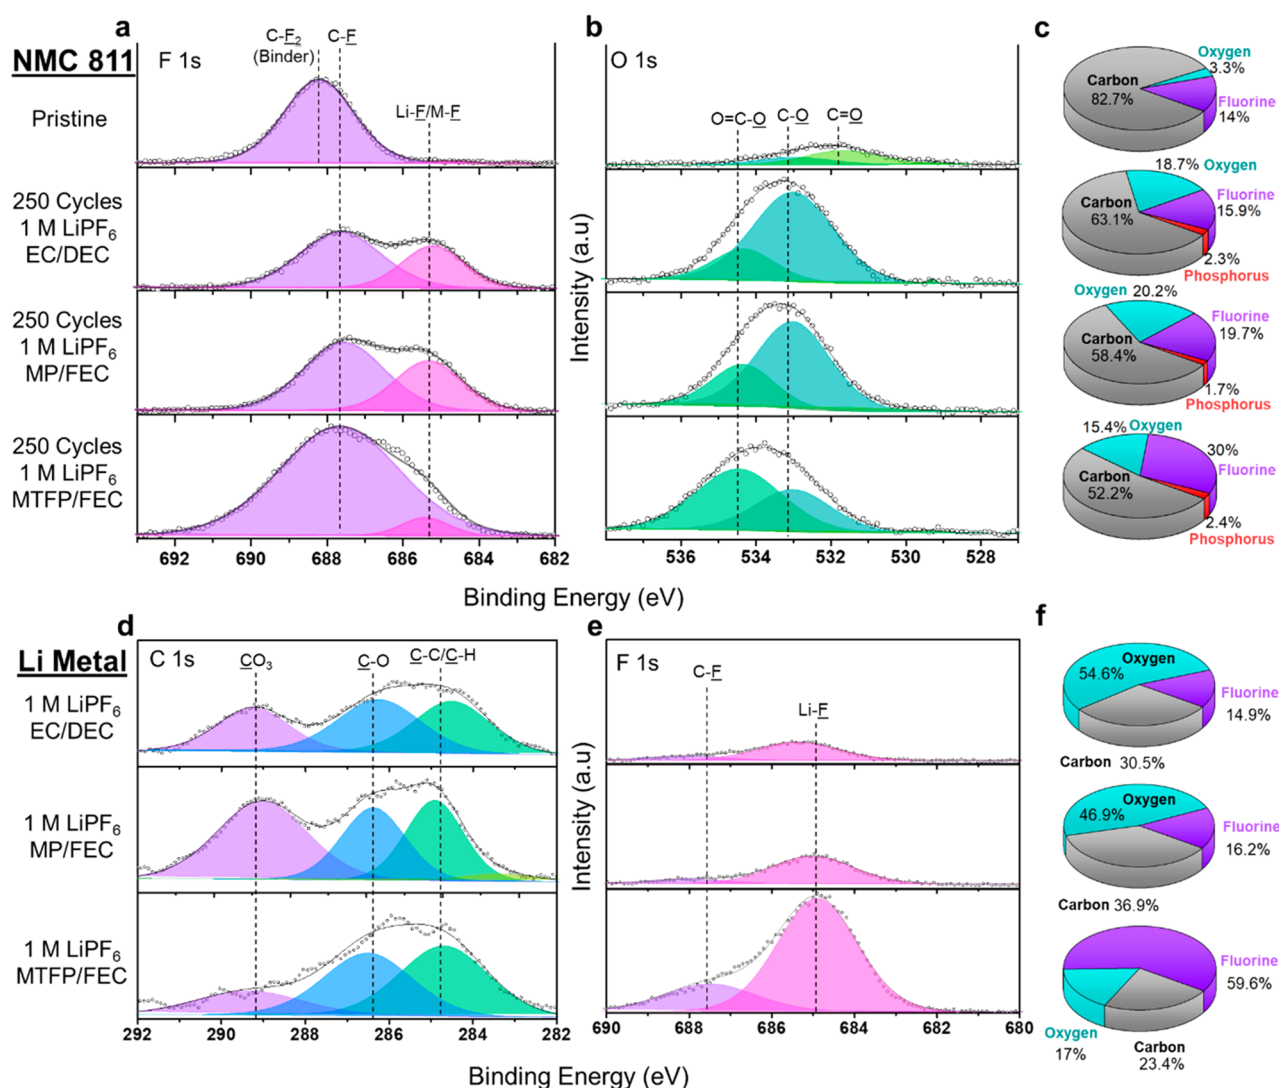 a
b
c
NMC 811
F 1s
C-F₂
(Binder)
C-F
Li-F/M-F
O 1s
O=C-O
C-O
C=O
Pristine
250 Cycles
1 M LiPF₆
EC/DEC
250 Cycles
1 M LiPF₆
MP/FEC
250 Cycles
1 M LiPF₆
MTFP/FEC
692
690
688
686
684
682
Intensity (a.u)
536
534
532
530
528
Binding Energy (eV)
Carbon
82.7%
Oxygen
3.3%
Fluorine
14%
18.7% Oxygen
Carbon
63.1%
Fluorine
15.9%
2.3%
Phosphorus
Oxygen 20.2%
Carbon
58.4%
Fluorine
19.7%
1.7%
Phosphorus
15.4% Oxygen
Carbon
52.2%
30%
Fluorine
2.4%
Phosphorus
d
e
f
Li Metal
C 1s
CO₃
C-O
C-C/C-H
F 1s
C-F
Li-F
1 M LiPF₆
EC/DEC
1 M LiPF₆
MP/FEC
1 M LiPF₆
MTFP/FEC
292
290
288
286
284
282
Intensity (a.u)
690
688
686
684
682
680
Binding Energy (eV)
Oxygen
54.6%
Fluorine
14.9%
Carbon 30.5%
Oxygen
46.9%
Fluorine
16.2%
Carbon 36.9%
Fluorine
59.6%
Oxygen
17%
Carbon
23.4%